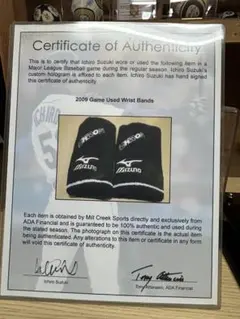 Certificate of Authenticity
This is to certify that Ichiro Suzuki wore or used the following item in a
Major League Baseball game during the regular season. Ichiro Suzuki's
custom hologram is affixed to each item. Ichiro Suzuki has hand signed
this certificate of authenticity.
2009 Game Used Wrist Bands
MIZUNO
MIZUNO
Each item is obtained by Mill Creek Sports directly and exclusively from
ADA Financial and is guaranteed to be 100% authentic and used during
the stated season. The photograph on this certificate is the actual item
being authenticated. Any alterations to this item or certificate in any form
will void this certificate of authenticity.
Ichiro Suzuki
Tony Attanasio, ADA Financial